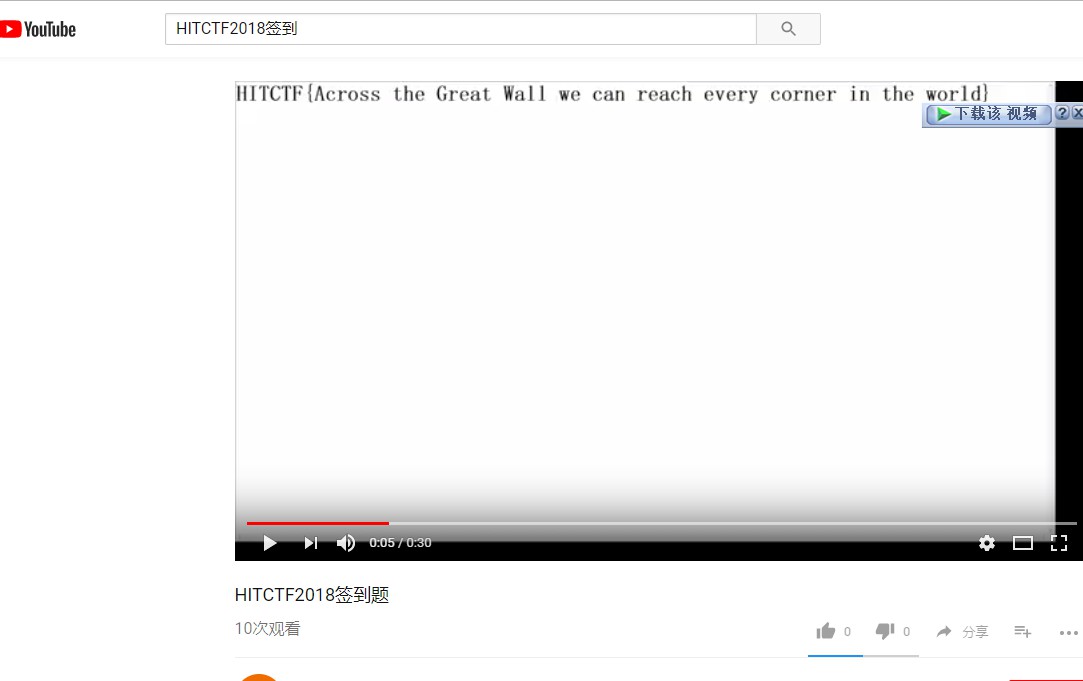 YouTube
HITCTF2018签到
HITCTF{Across the Great Wall we can reach every corner in the world}
下载该 视频 ? X
0:05 / 0:30
HITCTF2018签到题
10次观看
0 0 分享